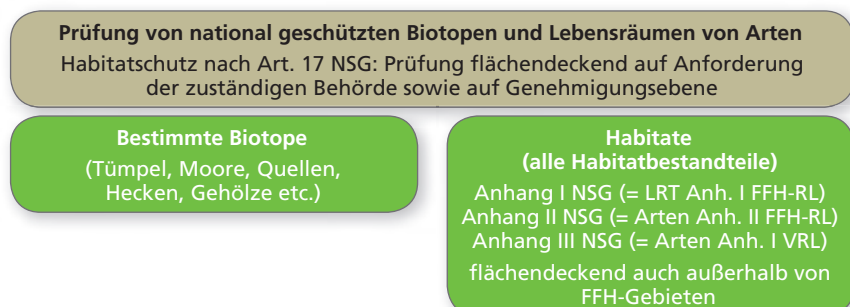 Prüfung von national geschützten Biotopen und Lebensräumen von Arten
Habitatschutz nach Art. 17 NSG: Prüfung flächendeckend auf Anforderung
der zuständigen Behörde sowie auf Genehmigungsebene
Bestimmte Biotope
(Tümpel, Moore, Quellen,
Hecken, Gehölze etc.)
Habitate
(alle Habitatbestandteile)
Anhang I NSG (= LRT Anh. I FFH-RL)
Anhang II NSG (= Arten Anh. II FFH-RL)
Anhang III NSG (= Arten Anh. I VRL)
flächendeckend auch außerhalb von
FFH-Gebieten